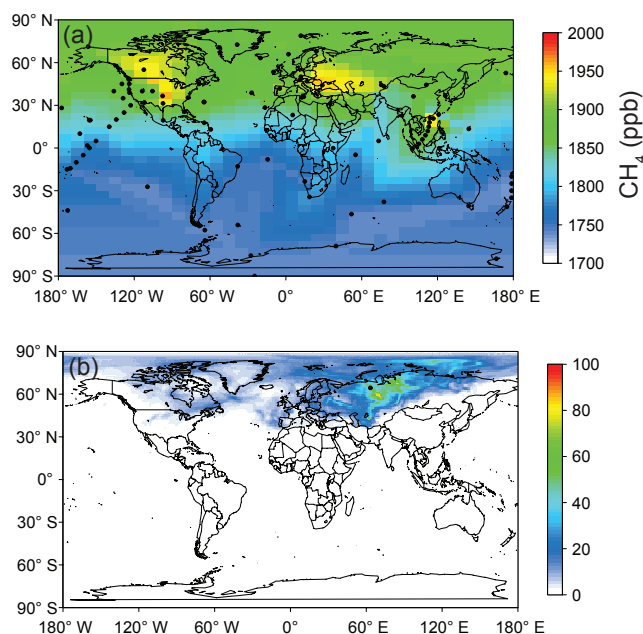 (a)
90° N
60° N
30° N
0°
30° S
60° S
90° S
180° W
120° W
60° W
0°
60° E
120° E
180° E
2000
1950
1900
1850
1800
1750
1700
CH₄ (ppb)
(b)
90° N
60° N
30° N
0°
30° S
60° S
90° S
180° W
120° W
60° W
0°
60° E
120° E
180° E
100
80
60
40
20
0